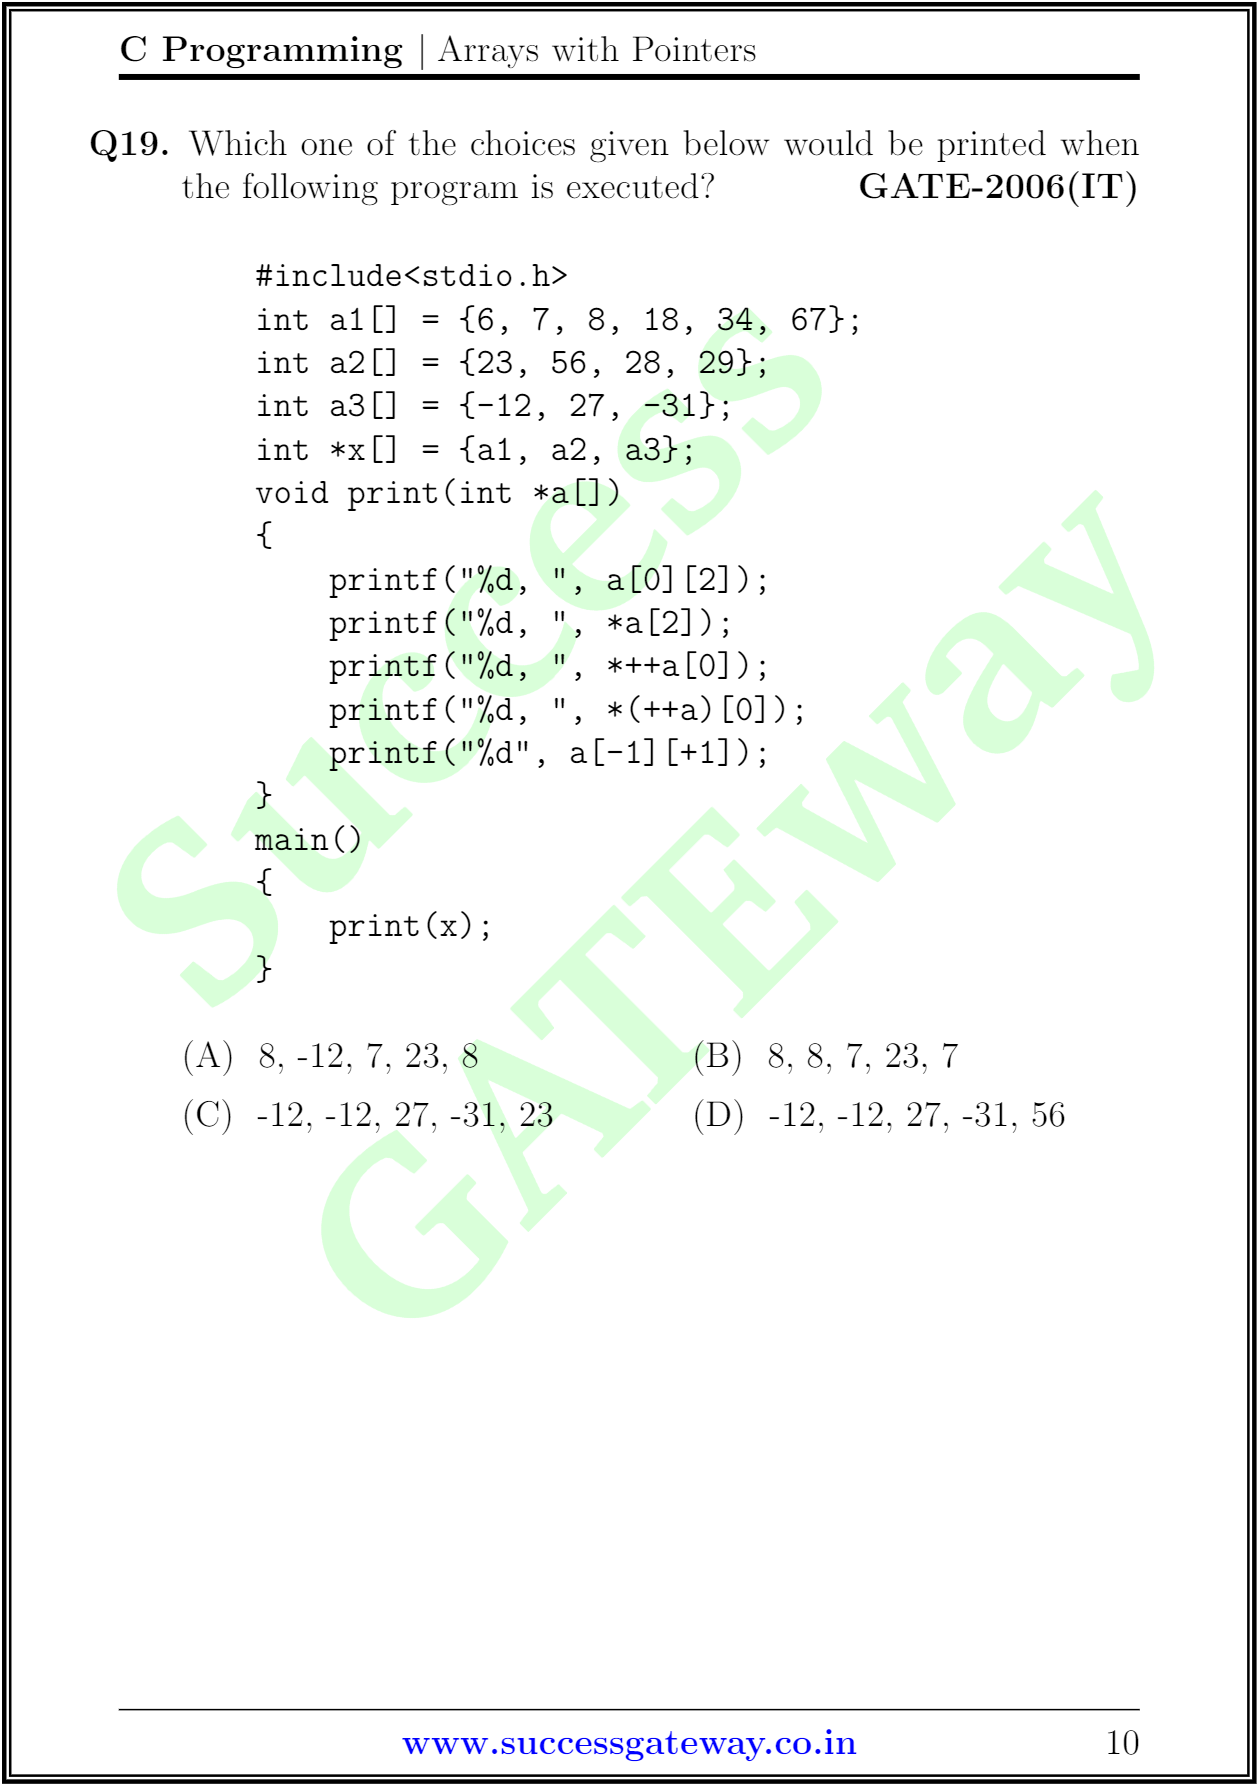 C Programming | Arrays with Pointers
Q19. Which one of the choices given below would be printed when
the following program is executed? GATE-2006(IT)
#include<stdio.h>
int a1[] = {6, 7, 8, 18, 34, 67};
int a2[] = {23, 56, 28, 29};
int a3[] = {-12, 27, -31};
int *x[] = {a1, a2, a3};
void print(int *a[])
{
    printf("%d, ", a[0][2]);
    printf("%d, ", *a[2]);
    printf("%d, ", *++a[0]);
    printf("%d, ", *(++a)[0]);
    printf("%d", a[-1][+1]);
}
main()
{
    print(x);
}
(A) 8, -12, 7, 23, 8 (B) 8, 8, 7, 23, 7
(C) -12, -12, 27, -31, 23 (D) -12, -12, 27, -31, 56
Success
GATEway
www.successgateway.co.in 10